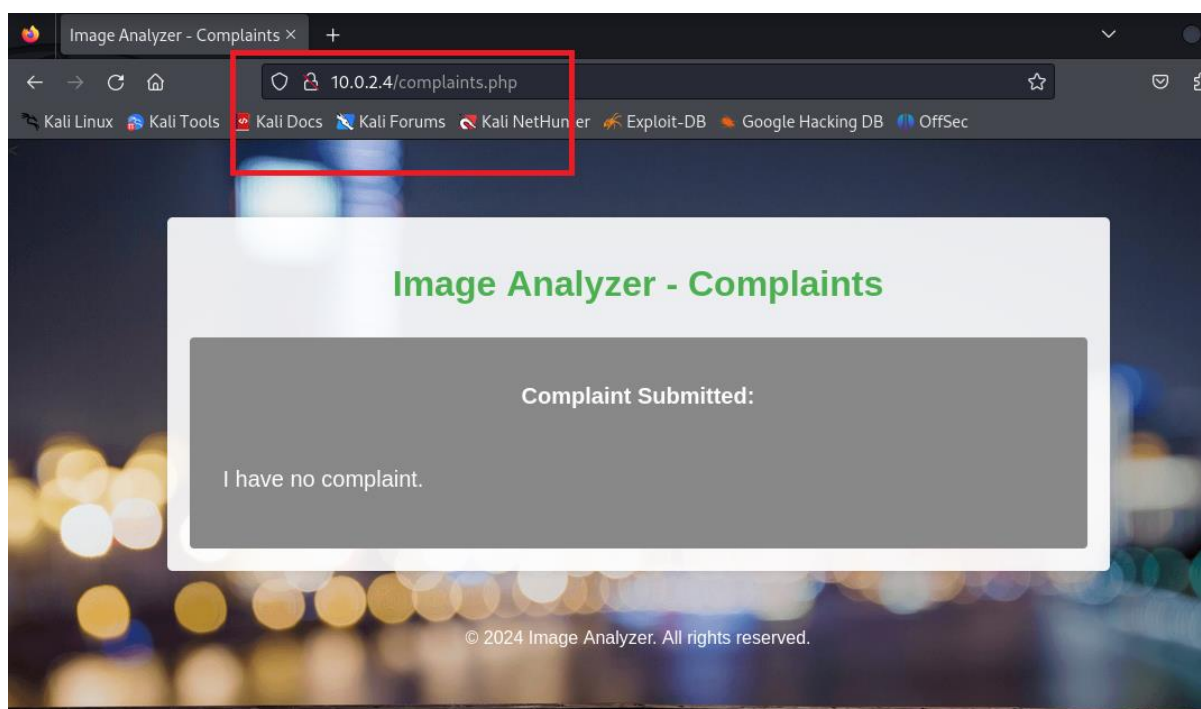 Image Analyzer - Complaints
10.0.2.4/complaints.php
Kali Linux Kali Tools Kali Docs Kali Forums Kali NetHunter Exploit-DB Google Hacking DB OffSec
Image Analyzer - Complaints
Complaint Submitted:
I have no complaint.
© 2024 Image Analyzer. All rights reserved.